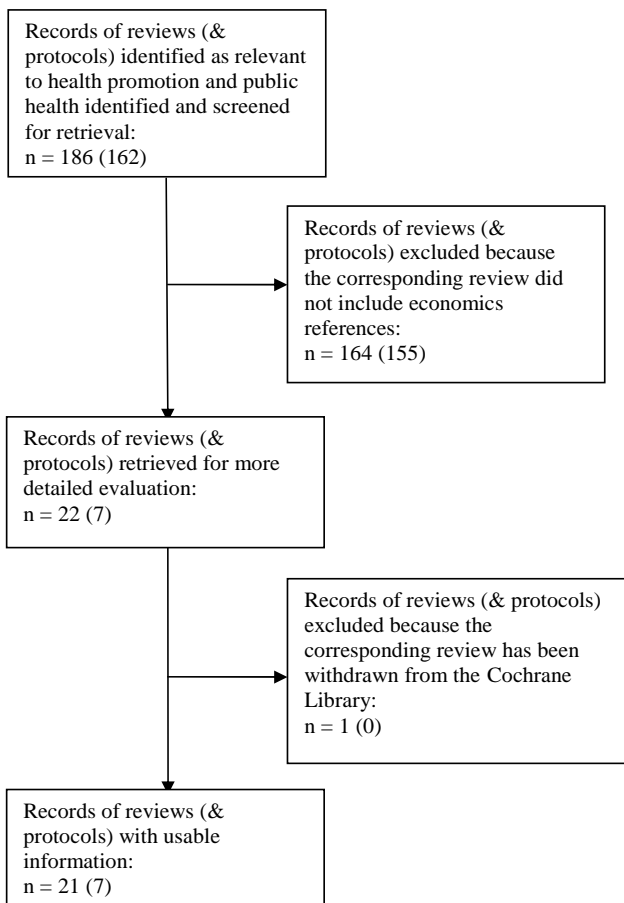 Records of reviews (&
protocols) identified as relevant
to health promotion and public
health identified and screened
for retrieval:
n = 186 (162)
Records of reviews (&
protocols) excluded because
the corresponding review did
not include economics
references:
n = 164 (155)
Records of reviews (&
protocols) retrieved for more
detailed evaluation:
n = 22 (7)
Records of reviews (& protocols)
excluded because the
corresponding review has been
withdrawn from the Cochrane
Library:
n = 1 (0)
Records of reviews (&
protocols) with usable
information:
n = 21 (7)